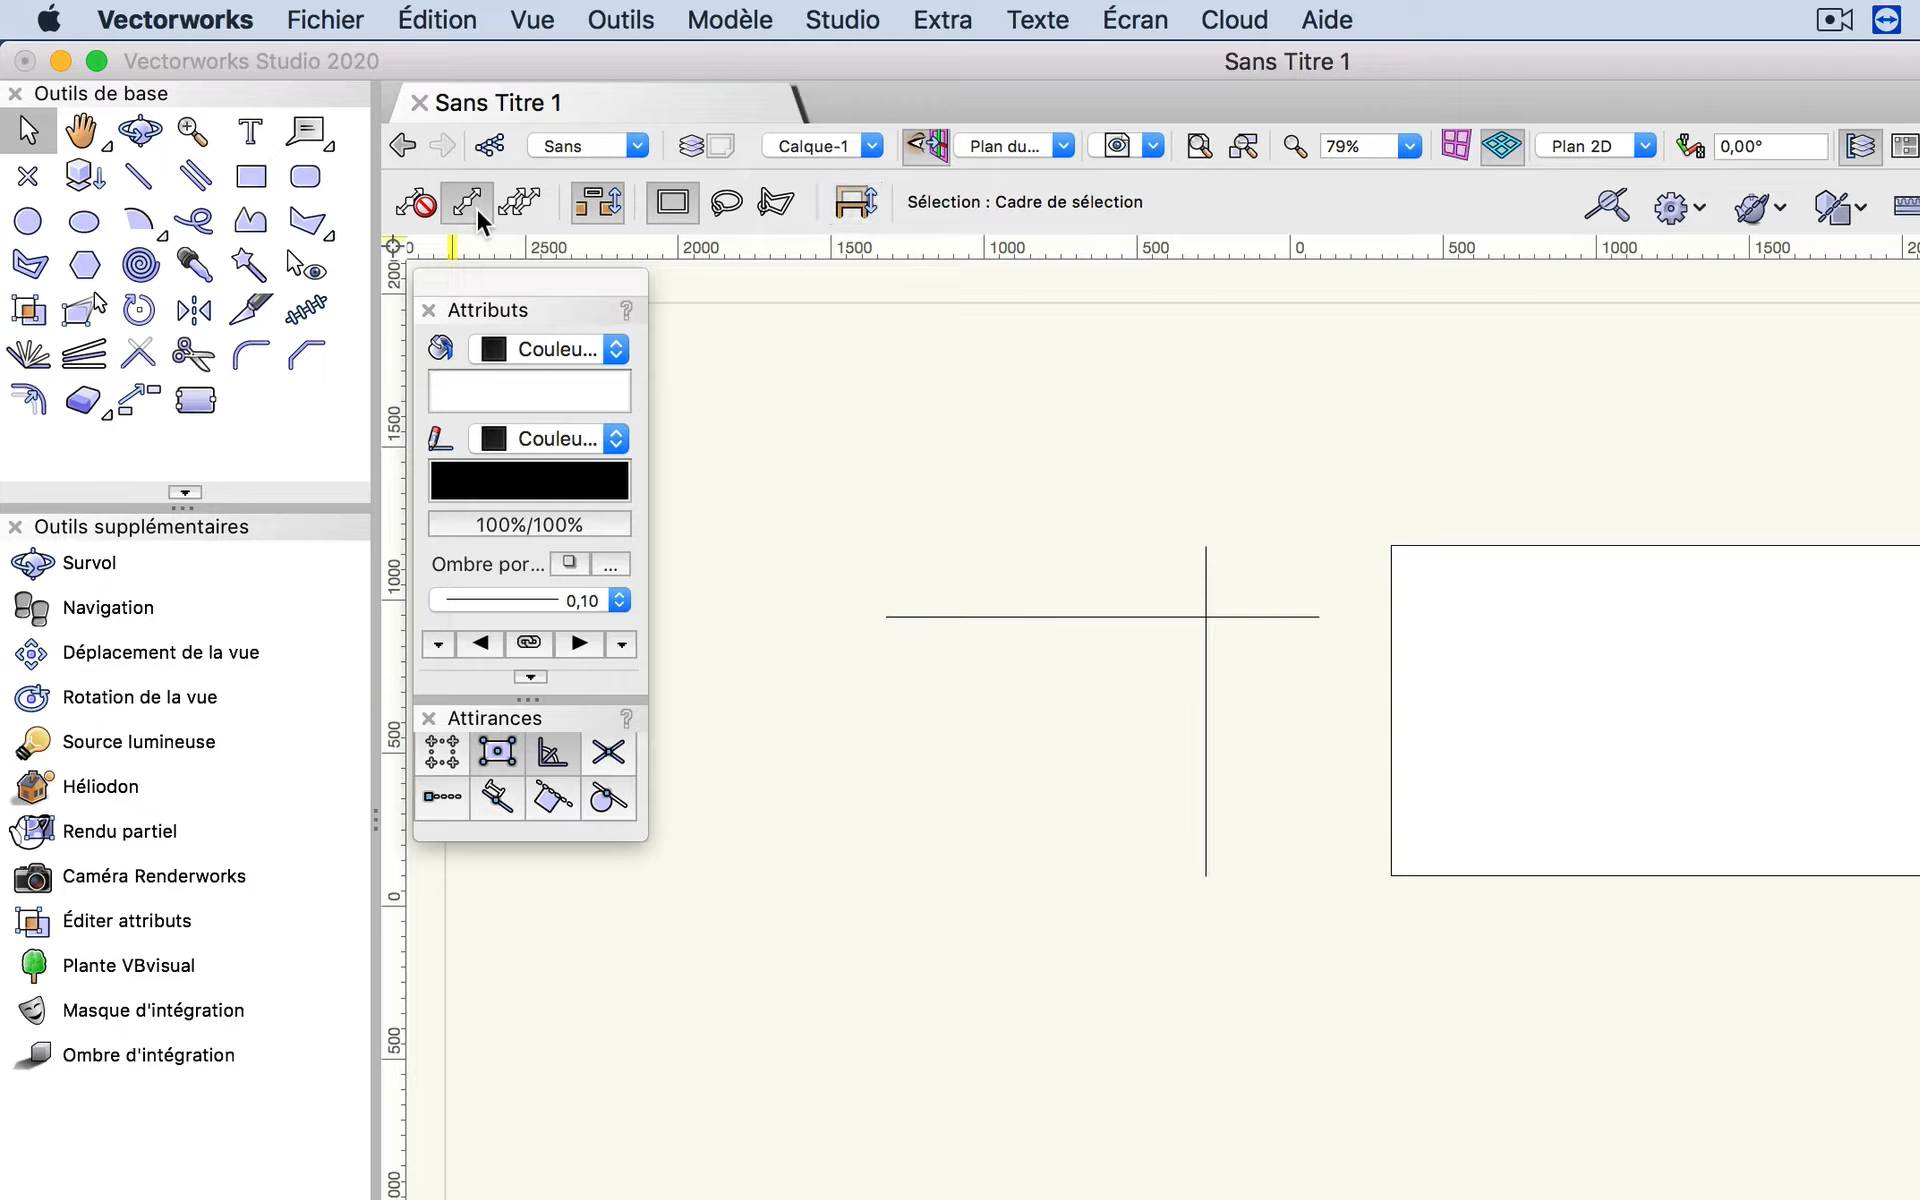 Vectorworks Fichier Édition Vue Outils Modèle Studio Extra Texte Écran Cloud Aide
Vectorworks Studio 2020
Sans Titre 1
Outils de base
Sans Titre 1
Sans
Calque-1
Plan du...
79%
Plan 2D
0,00°
Sélection : Cadre de sélection
2500 2000 1500 1000 500 0 500 1000 1500
1500
1000
500
0
500
Attributs
?
Couleu...
Couleu...
100%/100%
Ombre por...
...
0,10
Attirances
?
Outils supplémentaires
Survol
Navigation
Déplacement de la vue
Rotation de la vue
Source lumineuse
Héliodon
Rendu partiel
Caméra Renderworks
Éditer attributs
Plante VBvisual
Masque d'intégration
Ombre d'intégration